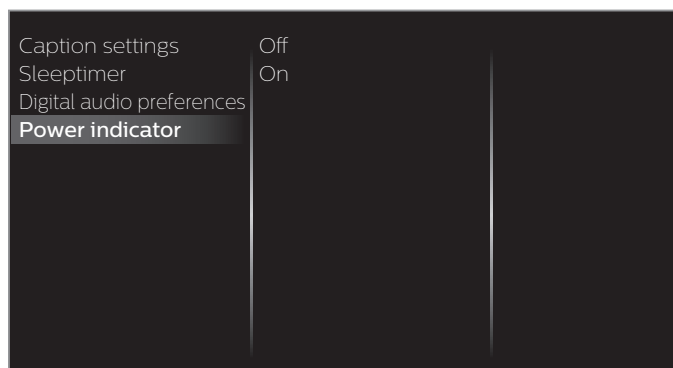 Caption settings
Sleeptimer
Digital audio preferences
Power indicator
Off
On